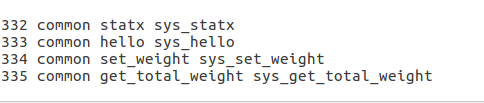 332 common statx sys_statx
333 common hello sys_hello
334 common set_weight sys_set_weight
335 common get_total_weight sys_get_total_weight